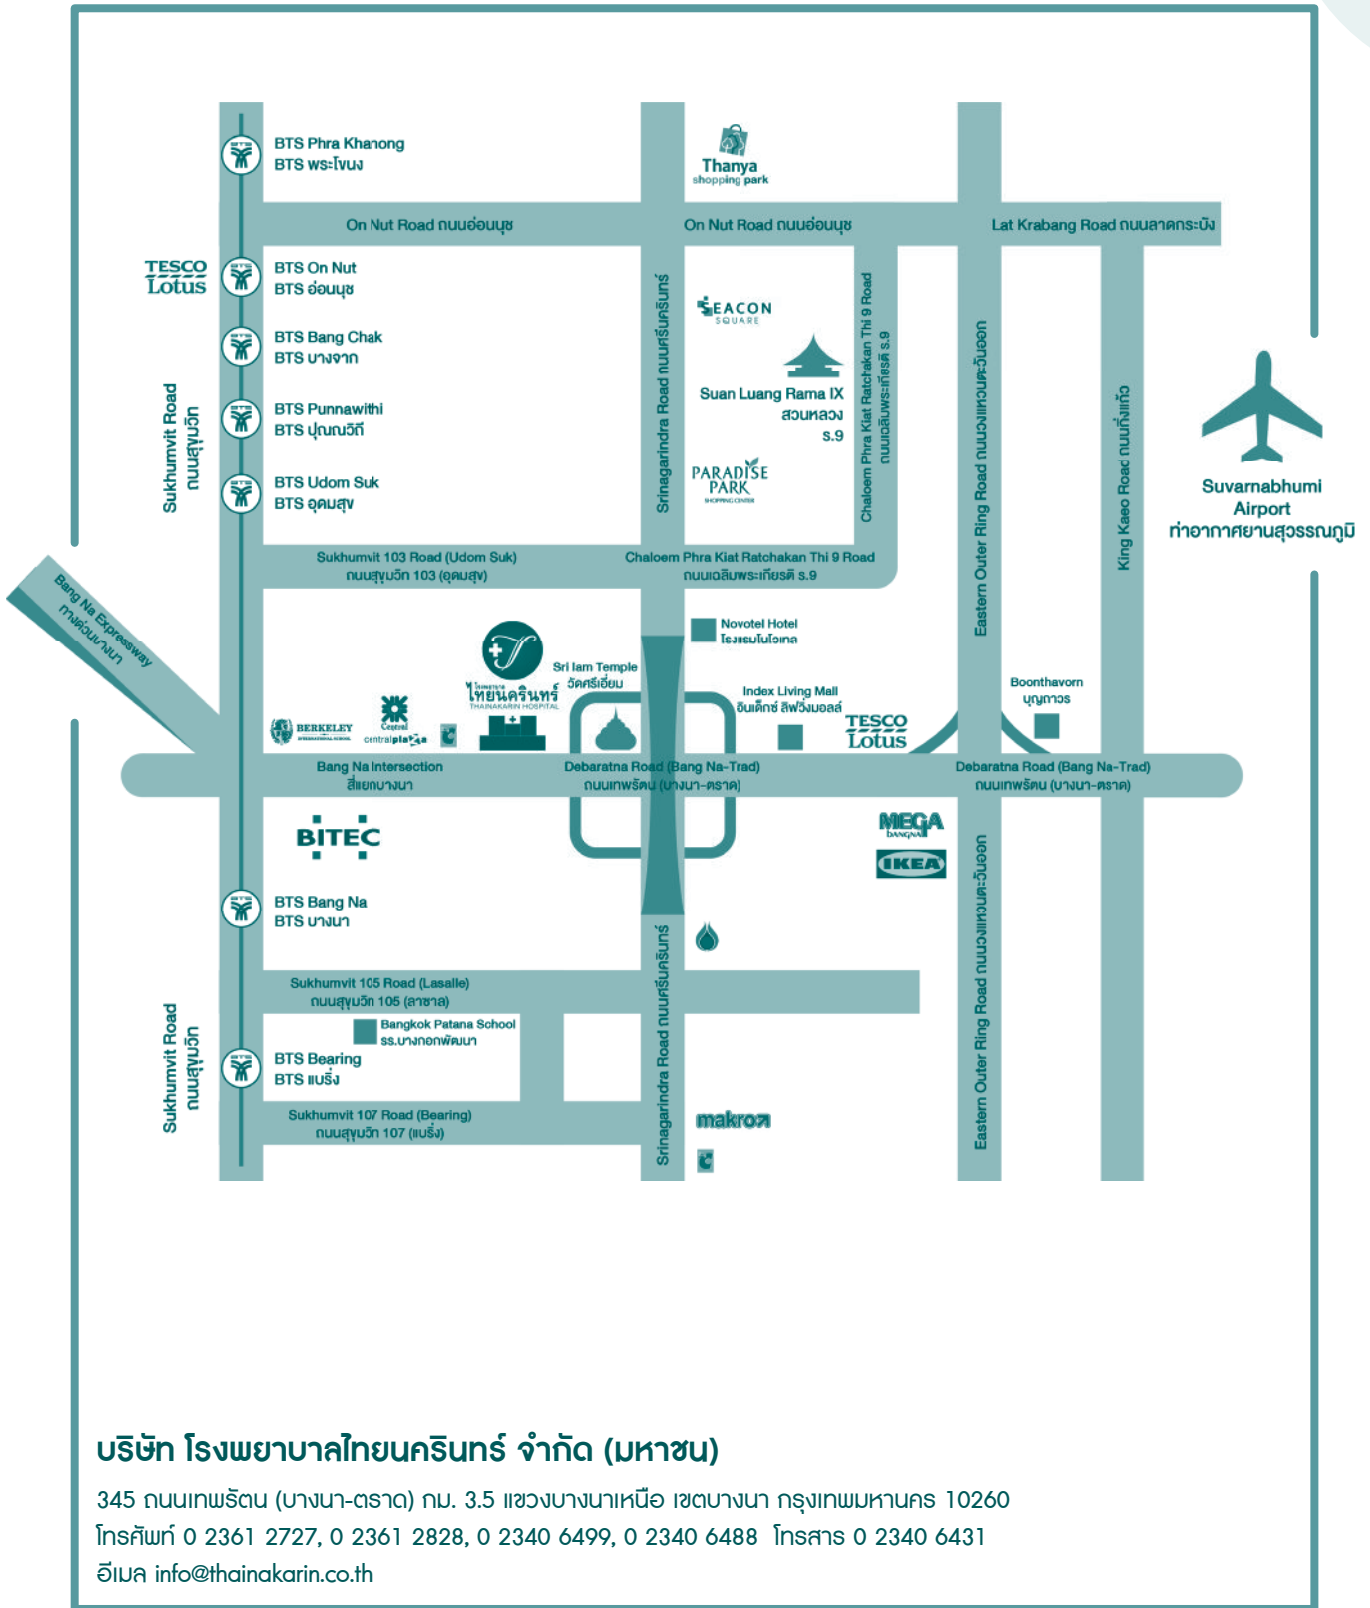 BTS Phra Khanong
BTS พระโขนง
Thanya
shopping park
On Nut Road ถนนอ่อนนุช
On Nut Road ถนนอ่อนนุช
Lat Krabang Road ถนนลาดกระบัง
TESCO
Lotus
BTS On Nut
BTS อ่อนนุช
SEACON
SQUARE
BTS Bang Chak
BTS บางจาก
Sukhumvit Road
ถนนสุขุมวิท
BTS Punnawithi
BTS ปุณณวิถี
BTS Udom Suk
BTS อุดมสุข
Srinagarindra Road ถนนศรีนครินทร์
Suan Luang Rama IX
สวนหลวง
ร.9
PARADISE
PARK
SHOPPING CENTER
Chaloem Phra Kiat Ratchakan Thi 9 Road
ถนนเฉลิมพระเกียรติ ร.9
Eastern Outer Ring Road ถนนวงแหวนตะวันออก
King Kaeo Road ถนนกิ่งแก้ว
Suvarnabhumi
Airport
ท่าอากาศยานสุวรรณภูมิ
Sukhumvit 103 Road (Udom Suk)
ถนนสุขุมวิท 103 (อุดมสุข)
Chaloem Phra Kiat Ratchakan Thi 9 Road
ถนนเฉลิมพระเกียรติ ร.9
Bang Na Expressway
ทางด่วนบางนา
Novotel Hotel
โรงแรมโนโวเทล
โรงพยาบาล
ไทยนครินทร์
THAINAKARIN HOSPITAL
Sri Iam Temple
วัดศรีเอี่ยม
Index Living Mall
อินเด็กซ์ ลิฟวิ่งมอลล์
TESCO
Lotus
Boonthavorn
บุญถาวร
BERKELEY
INTERNATIONAL SCHOOL
Central
centralplaza
Bang Na Intersection
สี่แยกบางนา
Debaratna Road (Bang Na-Trad)
ถนนเทพรัตน (บางนา-ตราด)
Debaratna Road (Bang Na-Trad)
ถนนเทพรัตน (บางนา-ตราด)
BITEC
MEGA
BANGNA
IKEA
BTS Bang Na
BTS บางนา
Srinagarindra Road ถนนศรีนครินทร์
Eastern Outer Ring Road ถนนวงแหวนตะวันออก
Sukhumvit 105 Road (Lasalle)
ถนนสุขุมวิท 105 (ลาซาล)
Bangkok Patana School
รร.บางกอกพัฒนา
Sukhumvit Road
ถนนสุขุมวิท
BTS Bearing
BTS แบริ่ง
Sukhumvit 107 Road (Bearing)
ถนนสุขุมวิท 107 (แบริ่ง)
makro
บริษัท โรงพยาบาลไทยนครินทร์ จำกัด (มหาชน)
345 ถนนเทพรัตน (บางนา-ตราด) กม. 3.5 แขวงบางนาเหนือ เขตบางนา กรุงเทพมหานคร 10260
โทรศัพท์ 0 2361 2727, 0 2361 2828, 0 2340 6499, 0 2340 6488 โทรสาร 0 2340 6431
อีเมล info@thainakarin.co.th